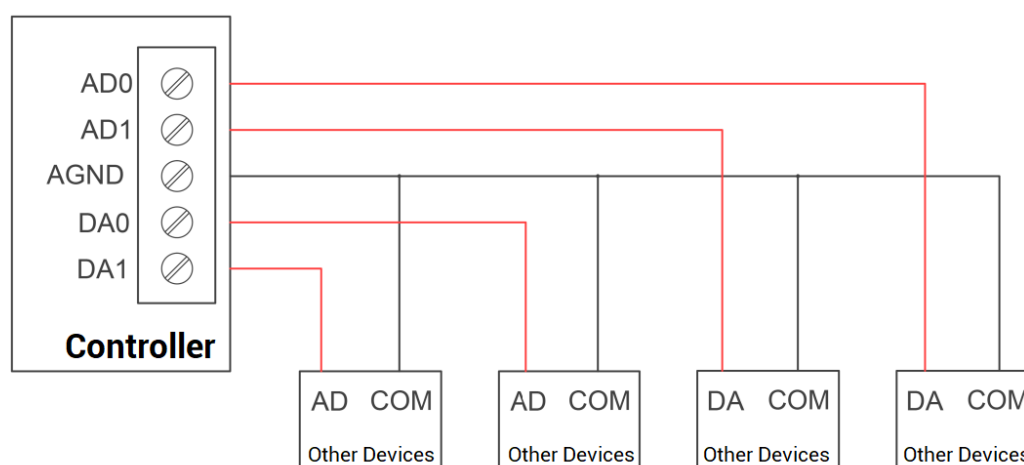 AD0
AD1
AGND
DA0
DA1
Controller
AD COM
Other Devices
AD COM
Other Devices
DA COM
Other Devices
DA COM
Other Devices